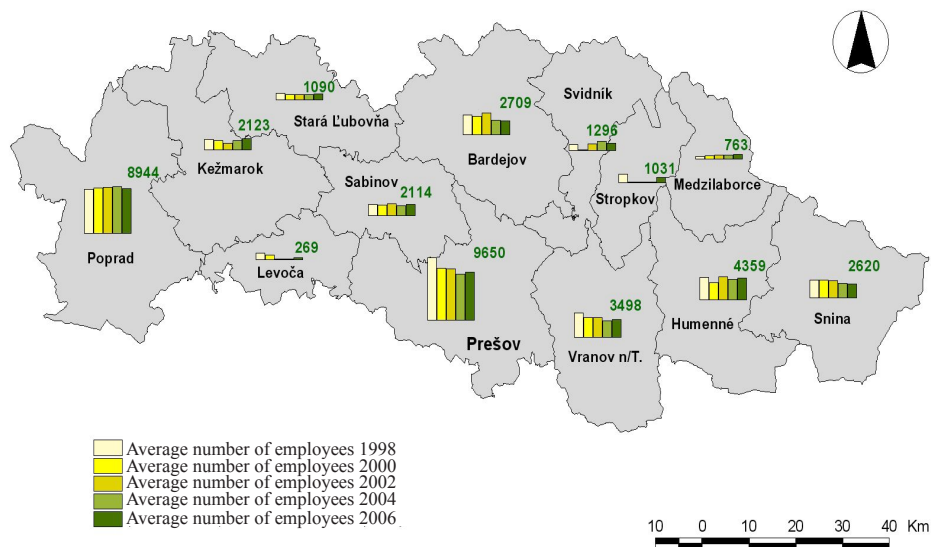 1090
Stará Ľubovňa
2123
Kežmarok
2709
Bardejov
Svidník
1296
1031
Stropkov
763
Medzilaborce
8944
Poprad
Sabinov
2114
269
Levoča
9650
Prešov
3498
Vranov n/T.
4359
Humenné
2620
Snina
Average number of employees 1998
Average number of employees 2000
Average number of employees 2002
Average number of employees 2004
Average number of employees 2006
10 0 10 20 30 40 Km